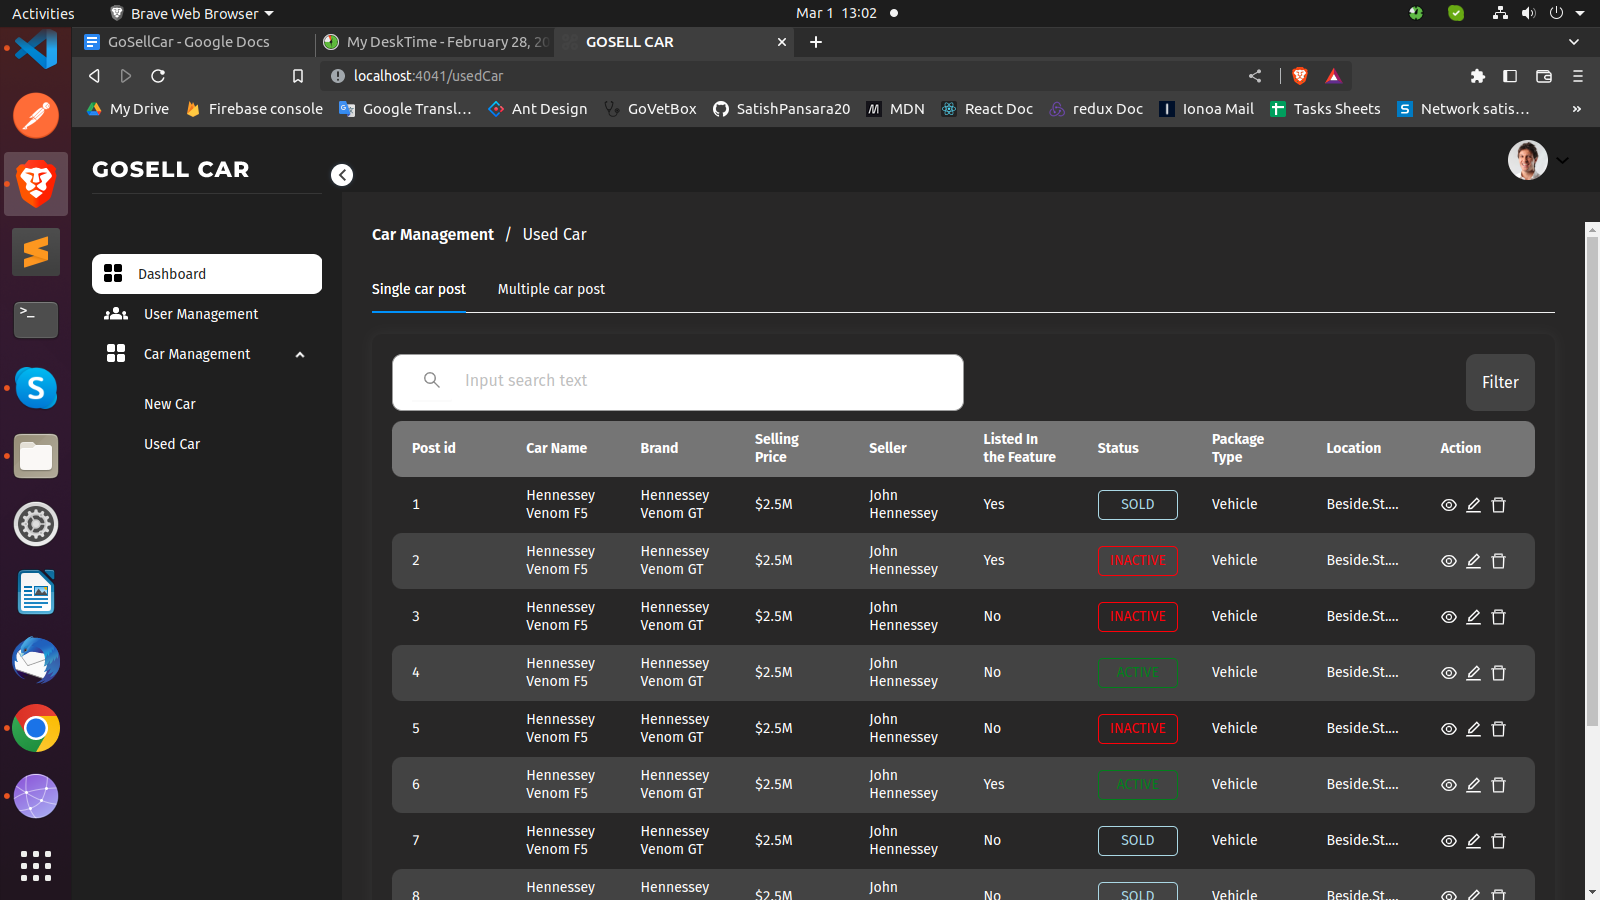 Activities
Brave Web Browser
Mar 1 13:02
GoSellCar - Google Docs
My DeskTime - February 28, 20
GOSELL CAR
localhost:4041/usedCar
My Drive
Firebase console
Google Transl...
Ant Design
GoVetBox
SatishPansara20
MDN
React Doc
redux Doc
Ionoa Mail
Tasks Sheets
Network satis...
»
GOSELL CAR
Dashboard
User Management
Car Management
New Car
Used Car
Car Management / Used Car
Single car post
Multiple car post
Input search text
Filter
Post id Car Name Brand Selling Price Seller Listed In the Feature Status Package Type Location Action
1 Hennessey Venom F5 Hennessey Venom GT $2.5M John Hennessey Yes SOLD Vehicle Beside.St....
2 Hennessey Venom F5 Hennessey Venom GT $2.5M John Hennessey Yes INACTIVE Vehicle Beside.St....
3 Hennessey Venom F5 Hennessey Venom GT $2.5M John Hennessey No INACTIVE Vehicle Beside.St....
4 Hennessey Venom F5 Hennessey Venom GT $2.5M John Hennessey No ACTIVE Vehicle Beside.St....
5 Hennessey Venom F5 Hennessey Venom GT $2.5M John Hennessey No INACTIVE Vehicle Beside.St....
6 Hennessey Venom F5 Hennessey Venom GT $2.5M John Hennessey Yes ACTIVE Vehicle Beside.St....
7 Hennessey Venom F5 Hennessey Venom GT $2.5M John Hennessey No SOLD Vehicle Beside.St....
8 Hennessey Hennessey $2.5M John No SOLD Vehicle Beside.St....